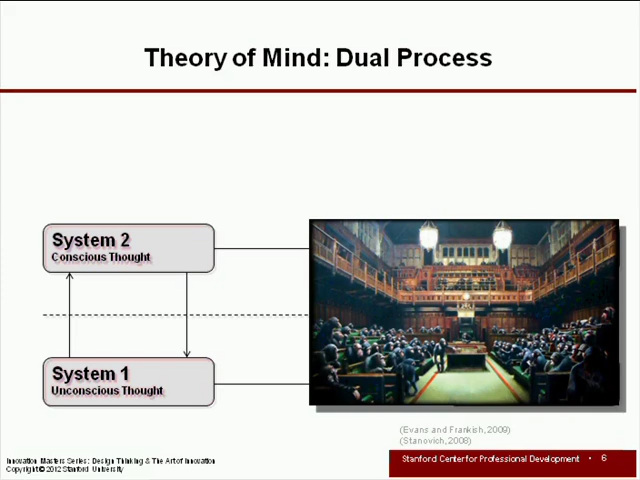 Theory of Mind: Dual Process
System 2
Conscious Thought
System 1
Unconscious Thought
(Evans and Frankish, 2009)
(Stanovich, 2008)
Innovation Masters Series: Design Thinking & The Art of Innovation
Copyright © 2012 Stanford University
Stanford Center for Professional Development • 6